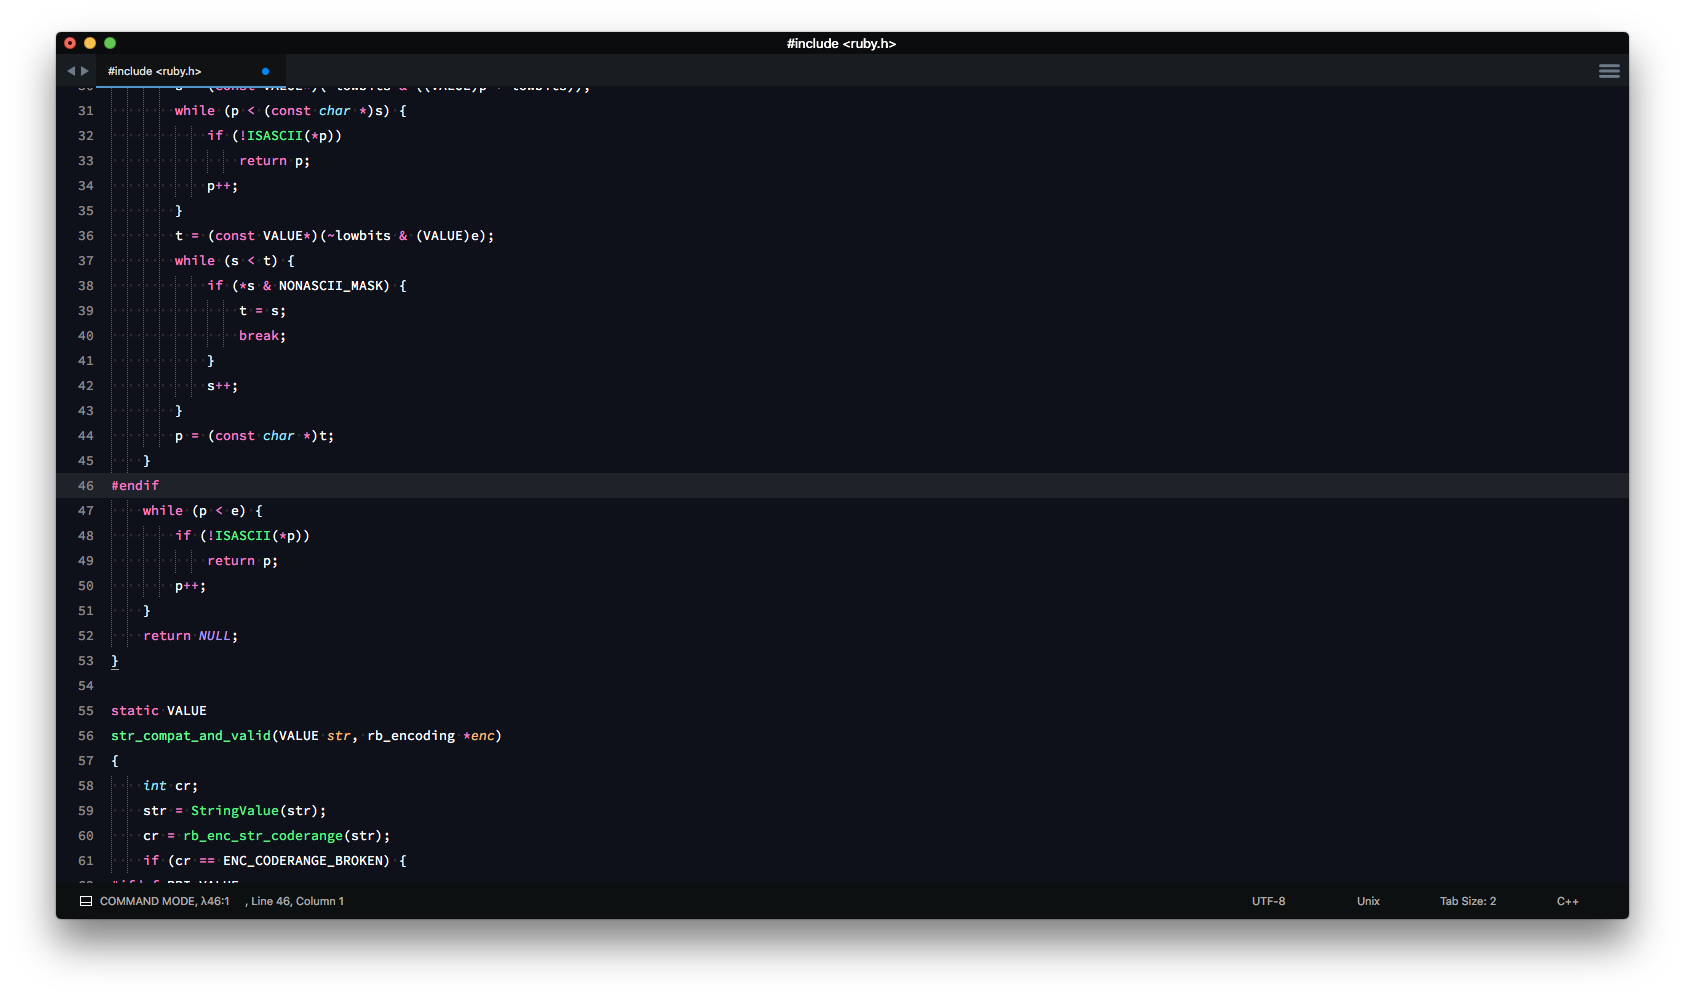 #include <ruby.h>
#include <ruby.h>
31 while (p < (const char *)s) {
32 if (!ISASCII(*p))
33 return p;
34 p++;
35 }
36 t = (const VALUE*)(~lowbits & (VALUE)e);
37 while (s < t) {
38 if (*s & NONASCII_MASK) {
39 t = s;
40 break;
41 }
42 s++;
43 }
44 p = (const char *)t;
45 }
46 #endif
47 while (p < e) {
48 if (!ISASCII(*p))
49 return p;
50 p++;
51 }
52 return NULL;
53 }
54
55 static VALUE
56 str_compat_and_valid(VALUE str, rb_encoding *enc)
57 {
58 int cr;
59 str = StringValue(str);
60 cr = rb_enc_str_coderange(str);
61 if (cr == ENC_CODERANGE_BROKEN) {
COMMAND MODE, λ46:1 , Line 46, Column 1 UTF-8 Unix Tab Size: 2 C++